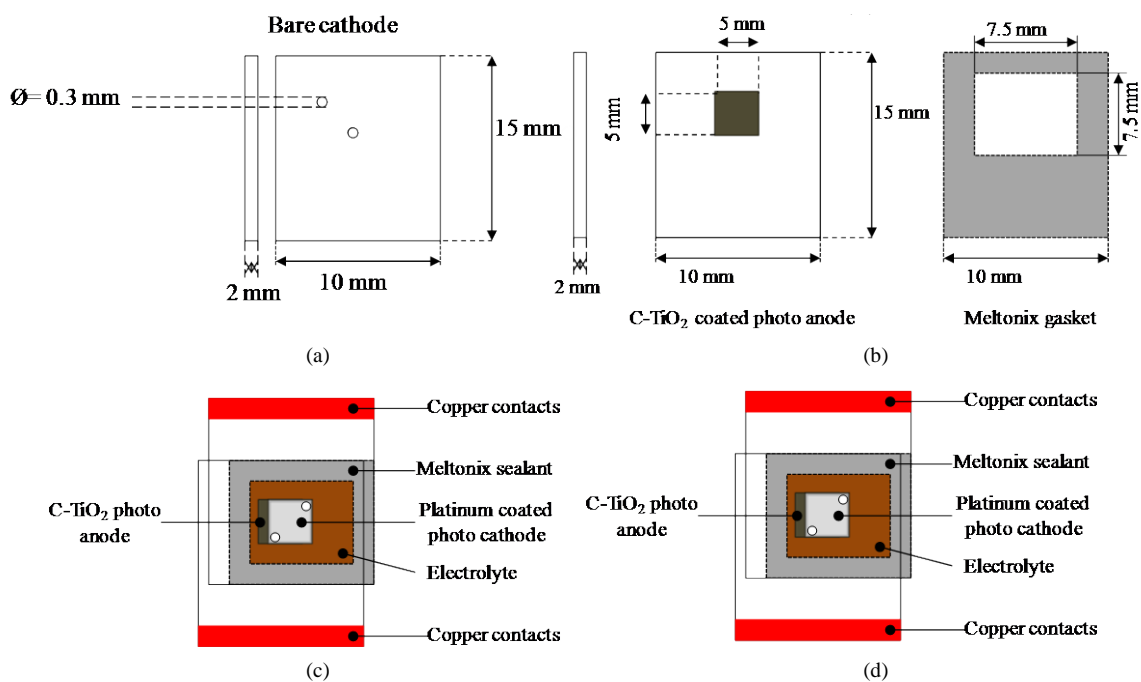 Bare cathode
Ø= 0.3 mm
15 mm
10 mm
2 mm
(a)
5 mm
5 mm
15 mm
10 mm
2 mm
C-TiO₂ coated photo anode
7.5 mm
7.5 mm
10 mm
Meltonix gasket
(b)
Copper contacts
Meltonix sealant
C-TiO₂ photo
anode
Platinum coated
photo cathode
Electrolyte
Copper contacts
(c)
Copper contacts
Meltonix sealant
C-TiO₂ photo
anode
Platinum coated
photo cathode
Electrolyte
Copper contacts
(d)